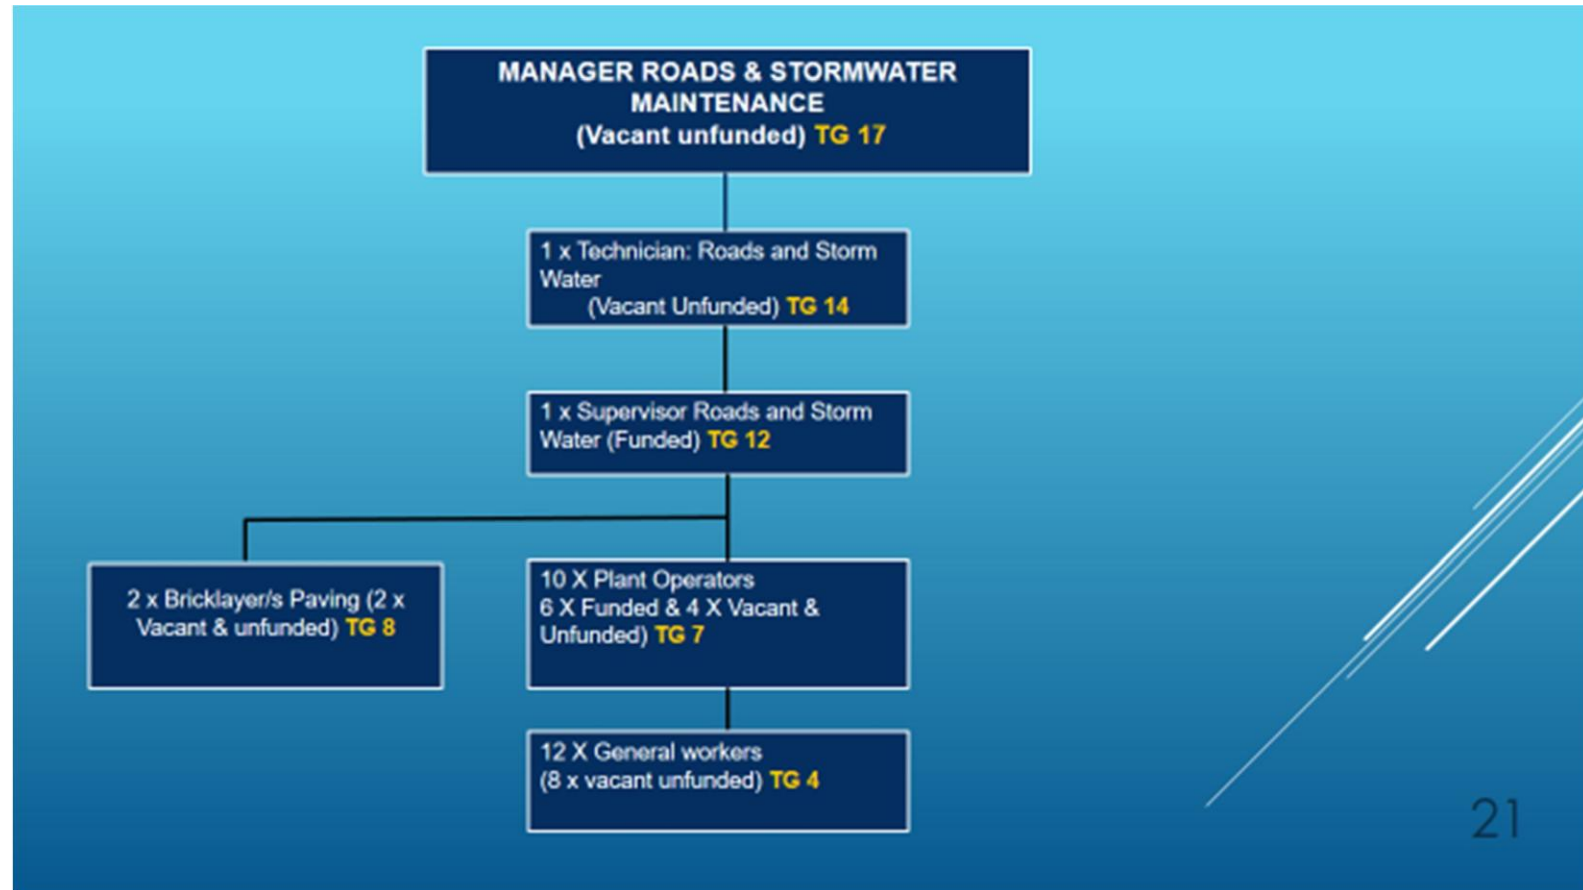 MANAGER ROADS & STORMWATER
MAINTENANCE
(Vacant unfunded) TG 17
1 x Technician: Roads and Storm
Water
(Vacant Unfunded) TG 14
1 x Supervisor Roads and Storm
Water (Funded) TG 12
2 x Bricklayer/s Paving (2 x
Vacant & unfunded) TG 8
10 X Plant Operators
6 X Funded & 4 X Vacant &
Unfunded) TG 7
12 X General workers
(8 x vacant unfunded) TG 4
21